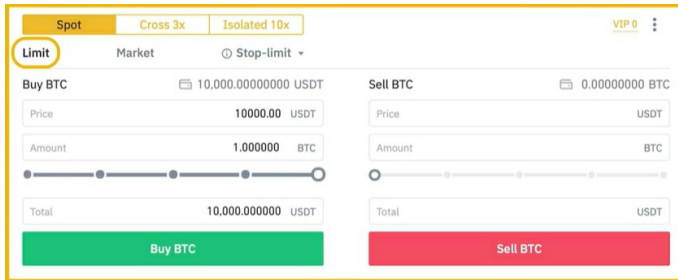 Spot Cross 3x Isolated 10x VIP 0
Limit Market Stop-limit
Buy BTC 10,000.00000000 USDT Sell BTC 0.00000000 BTC
Price 10000.00 USDT Price USDT
Amount 1.000000 BTC Amount BTC
Total 10,000.000000 USDT Total USDT
Buy BTC Sell BTC